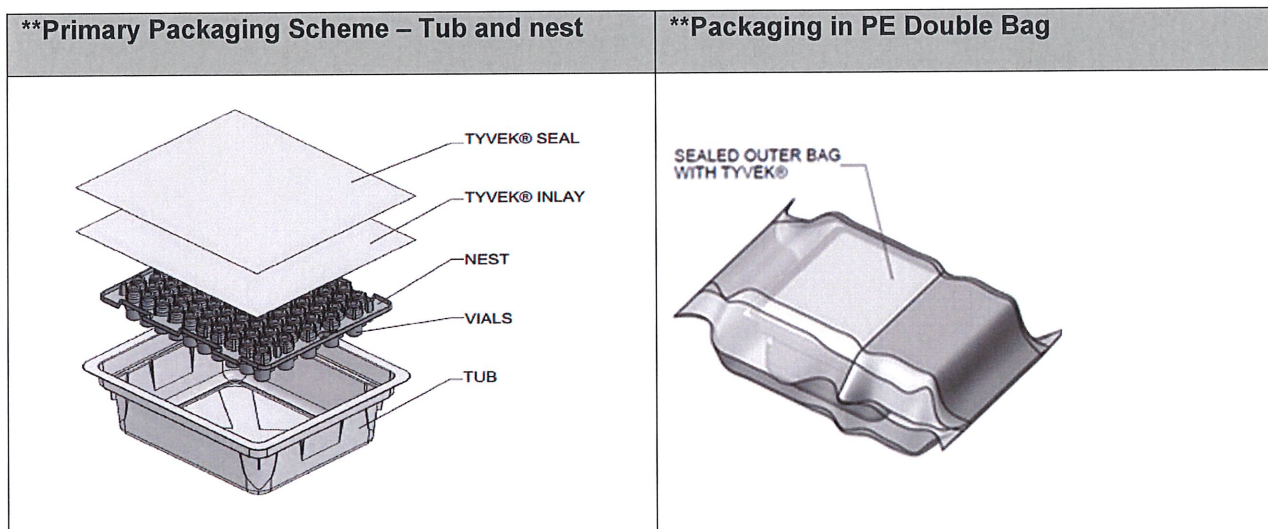 **Primary Packaging Scheme – Tub and nest
**Packaging in PE Double Bag
TYVEK® SEAL
TYVEK® INLAY
NEST
VIALS
TUB
SEALED OUTER BAG
WITH TYVEK®